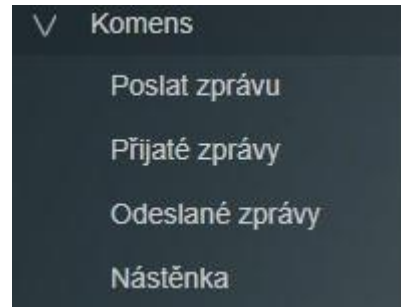 Komens
Poslat zprávu
Přijaté zprávy
Odeslané zprávy
Nástěnka